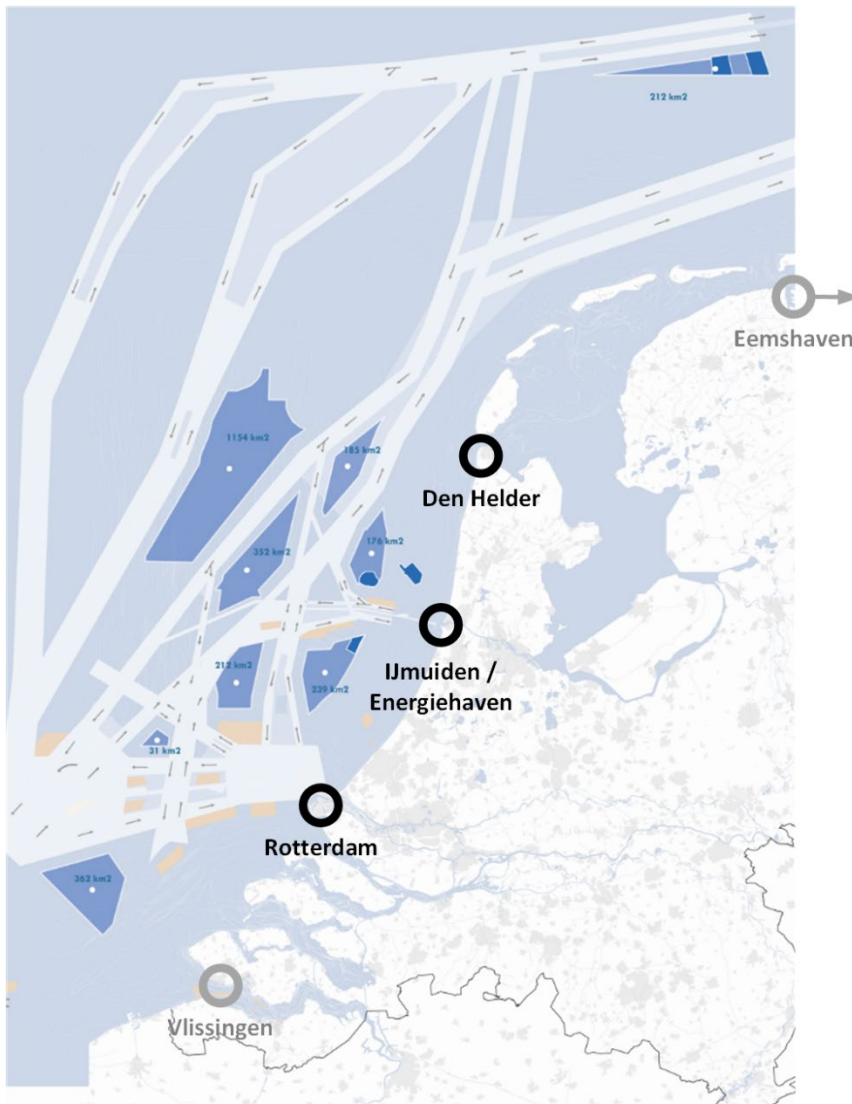 212 km2
Eemshaven
1154 km2
185 km2
Den Helder
352 km2
176 km2
IJmuiden /
Energiehaven
212 km2
239 km2
31 km2
Rotterdam
362 km2
Vlissingen